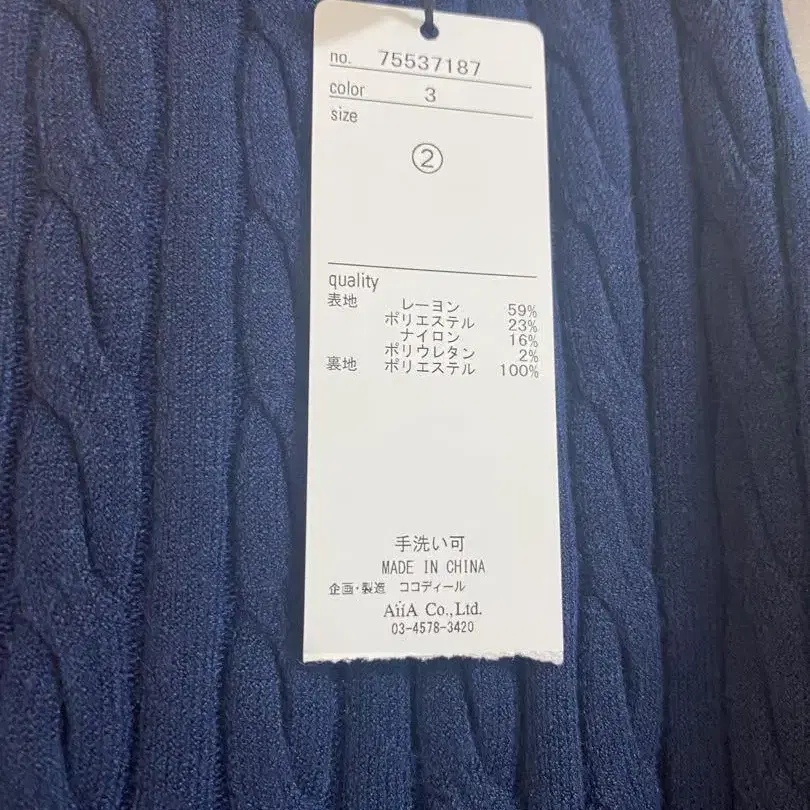 no. 75537187
color 3
size
②
quality
表地 レーヨン 59%
ポリエステル 23%
ナイロン 16%
ポリウレタン 2%
裏地 ポリエステル 100%
手洗い可
MADE IN CHINA
企画・製造 ココディール
AïiA Co.,Ltd.
03-4578-3420